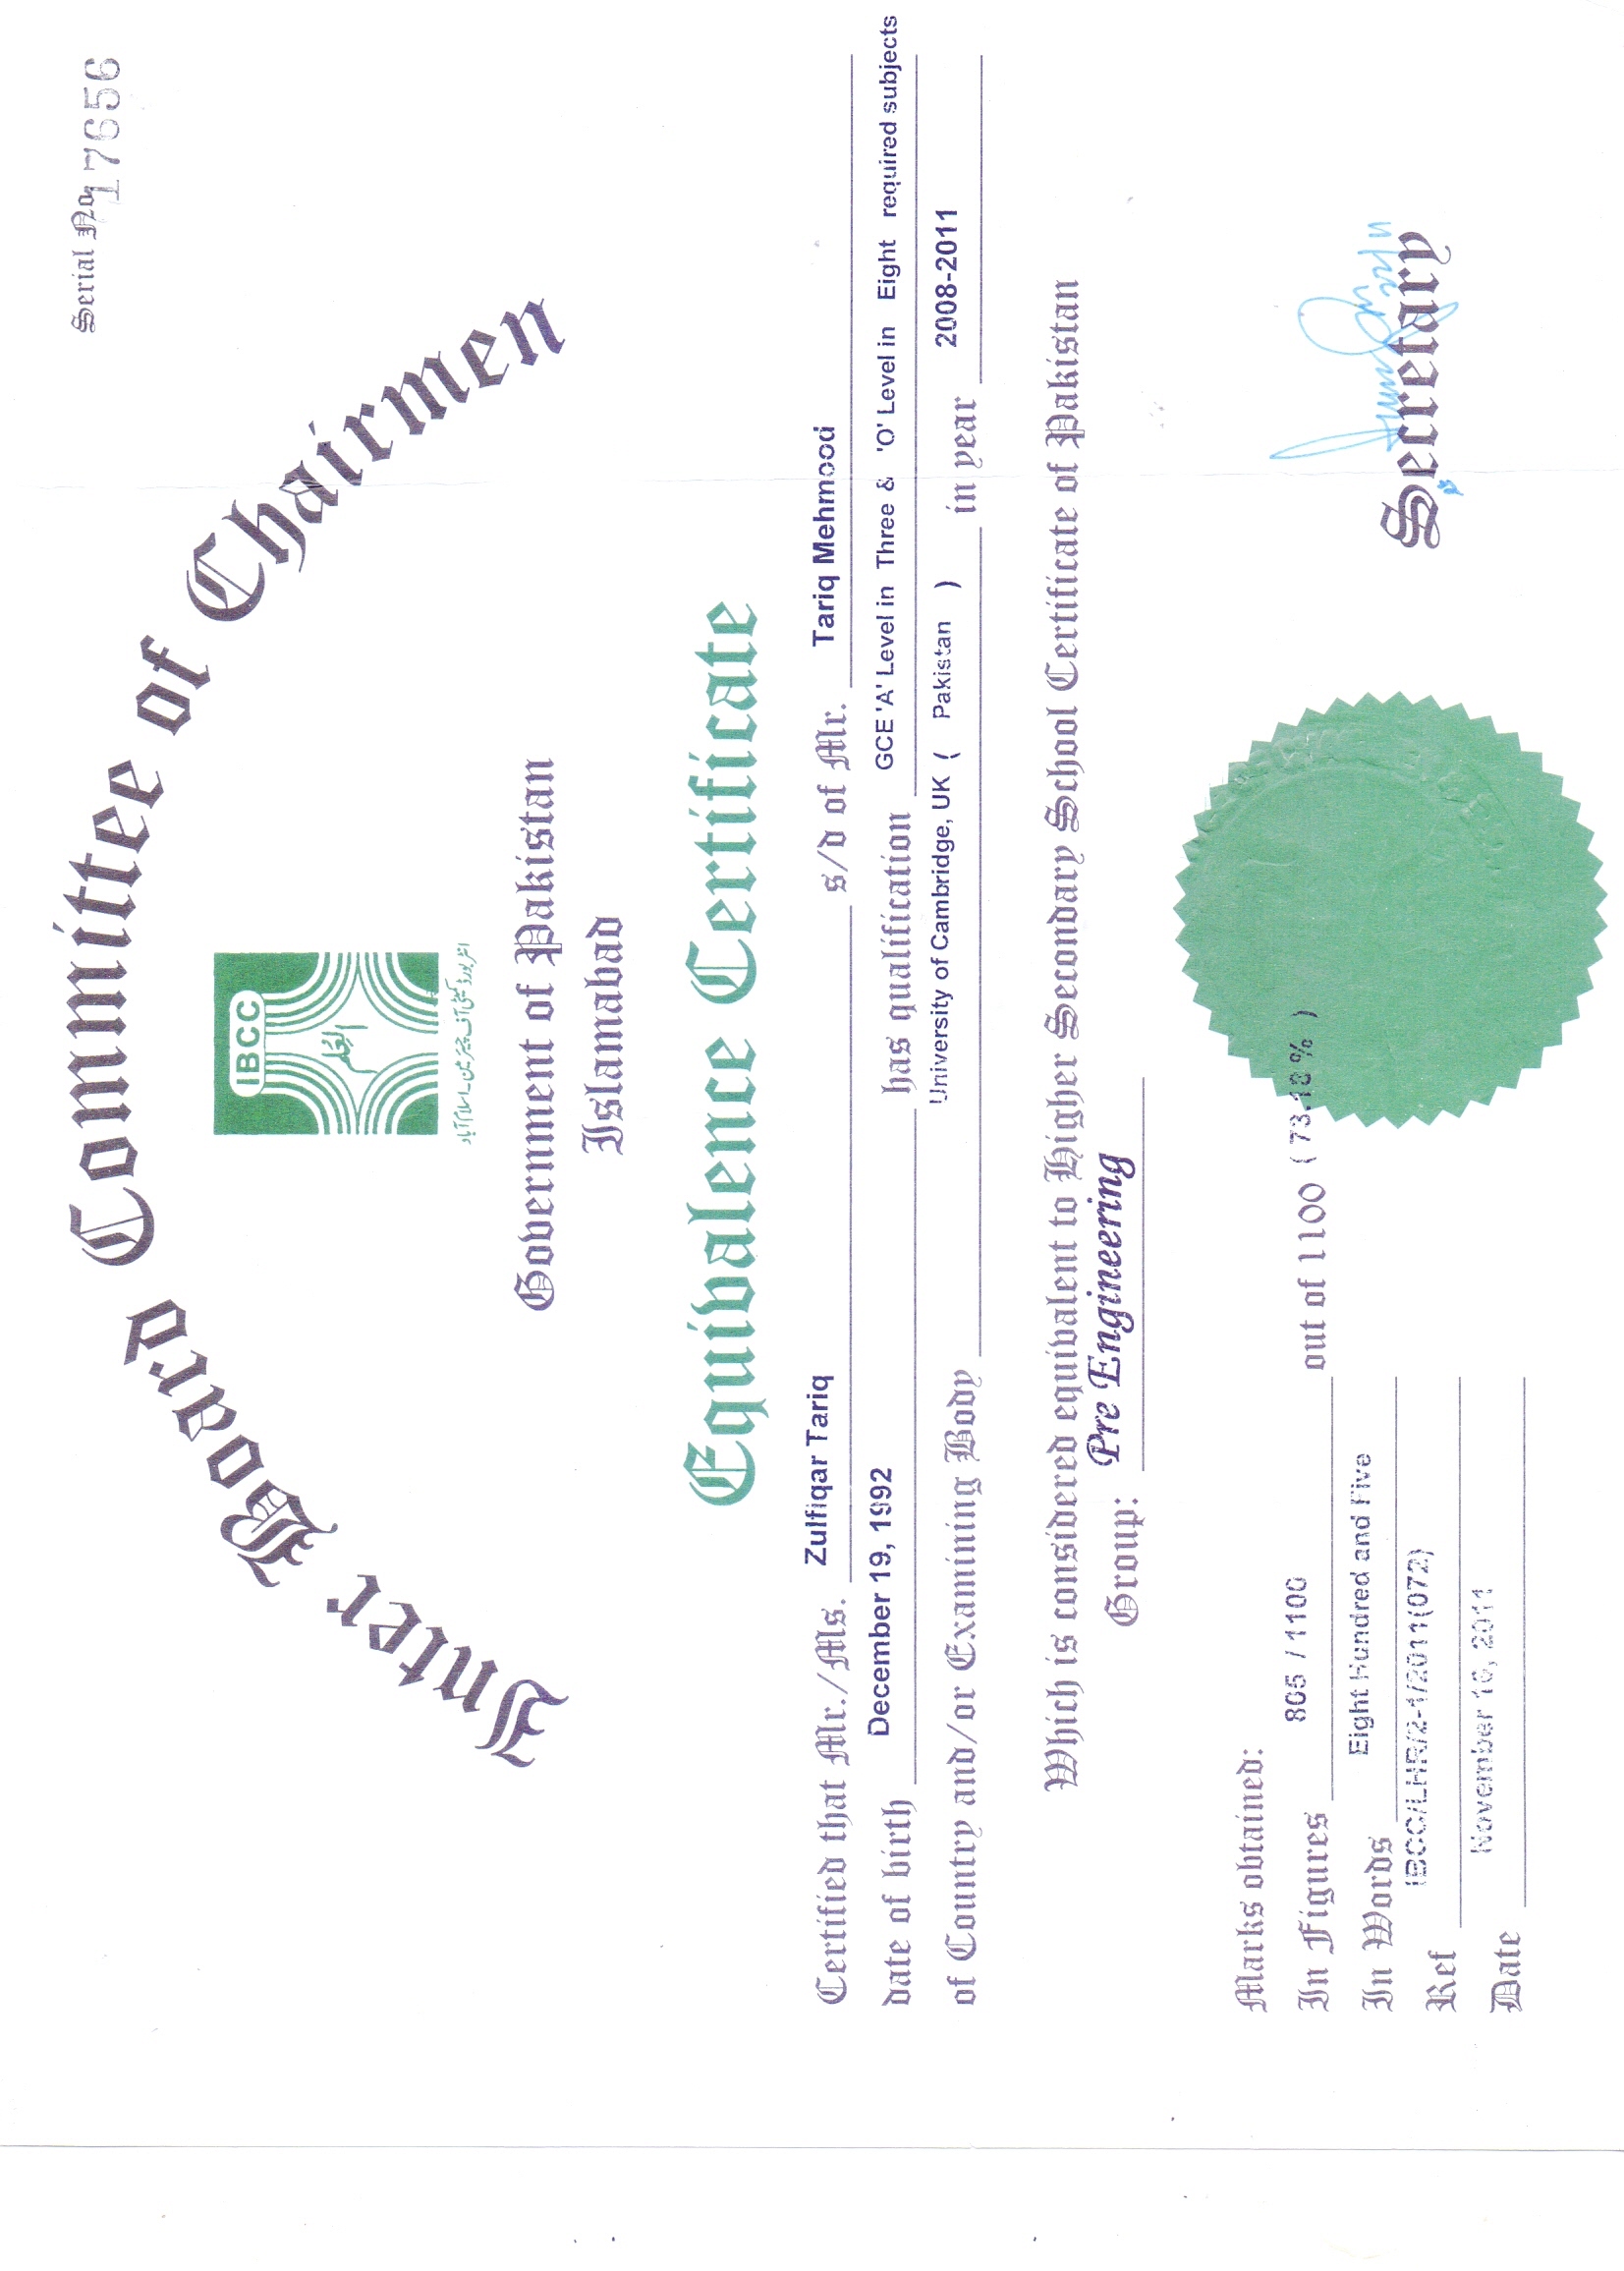 Serial No. 17656
Inter Board Committee of Chairmen
IBCC
العلم
انٹر بورڈ کمیٹی آف چیئرمین ۔ اسلام آباد
Government of Pakistan
Islamabad
Equivalence Certificate
Certified that Mr./Ms. Zulfiqar Tariq s/d of Mr. Tariq Mehmood
date of birth December 19, 1992 has qualification GCE 'A' Level in Three & 'O' Level in Eight required subjects
of Country and/or Examining Body University of Cambridge, UK ( Pakistan ) in year 2008-2011
Which is considered equivalent to Higher Secondary School Certificate of Pakistan
Group: Pre Engineering
Marks obtained:
In Figures 805 / 1100 out of 1100 ( 73.18 % )
In Words Eight Hundred and Five
Ref IBCC/LHR/2-1/2011(072)
Date November 16, 2011
Secretary